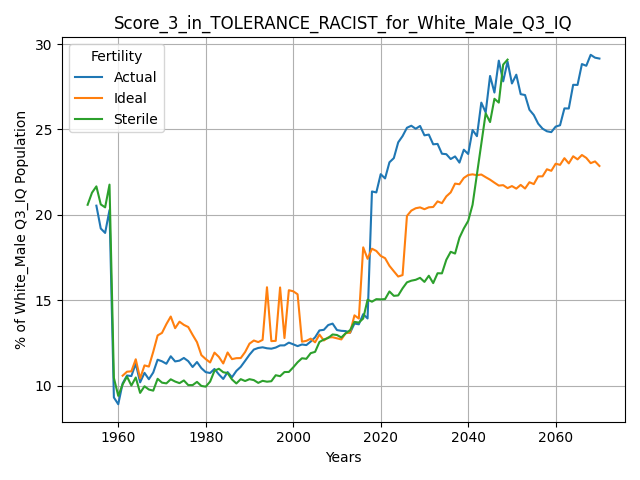 Score_3_in_TOLERANCE_RACIST_for_White_Male_Q3_IQ
% of White_Male Q3_IQ Population
30
25
20
15
10
Fertility
Actual
Ideal
Sterile
1960 1980 2000 2020 2040 2060
Years